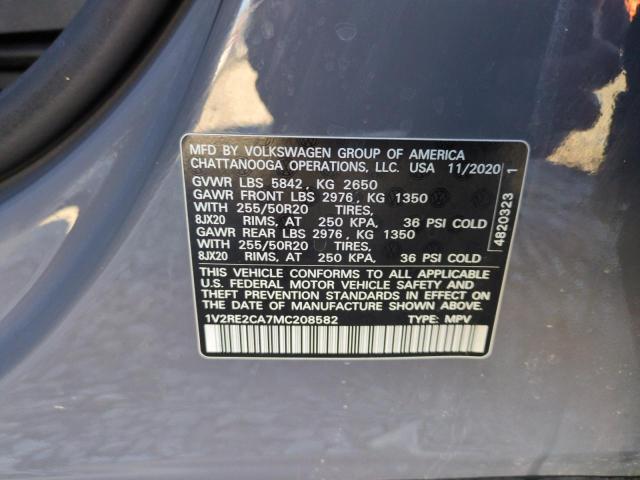 MFD BY VOLKSWAGEN GROUP OF AMERICA
CHATTANOOGA OPERATIONS, LLC. USA 11/2020
GVWR LBS 5842, KG 2650
GAWR FRONT LBS 2976, KG 1350
WITH 255/50R20 TIRES,
8JX20 RIMS, AT 250 KPA, 36 PSI COLD
GAWR REAR LBS 2976, KG 1350
WITH 255/50R20 TIRES,
8JX20 RIMS, AT 250 KPA, 36 PSI COLD
THIS VEHICLE CONFORMS TO ALL APPLICABLE
U.S. FEDERAL MOTOR VEHICLE SAFETY AND
THEFT PREVENTION STANDARDS IN EFFECT ON
THE DATE OF MANUFACTURE SHOWN ABOVE.
1V2RE2CA7MC208582 TYPE: MPV
4820323 1